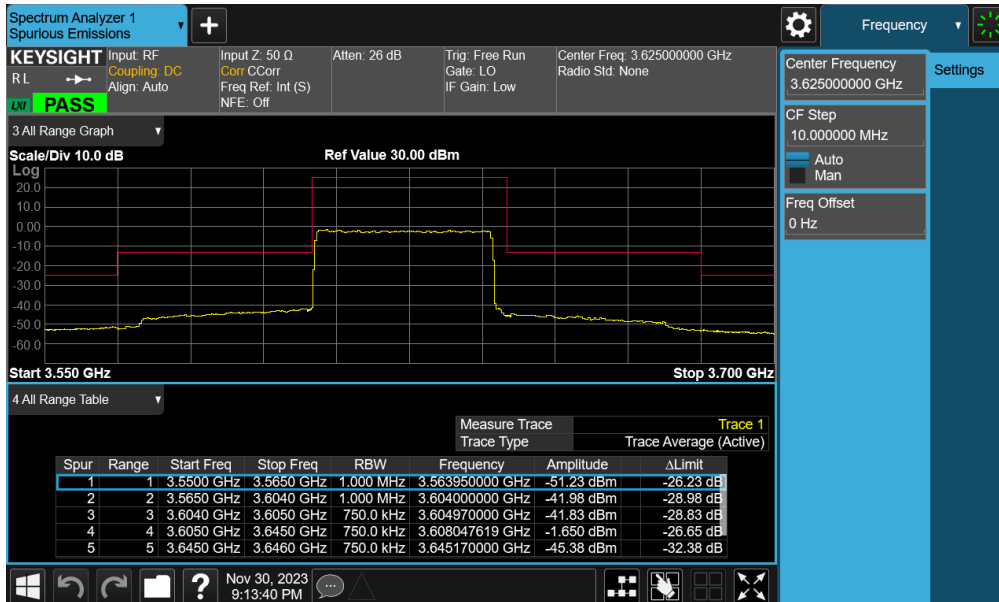 Spectrum Analyzer 1
Spurious Emissions
Frequency
KEYSIGHT
RL
LXI
PASS
Input: RF
Coupling: DC
Align: Auto
Input Z: 50 Ω
Corr CCorr
Freq Ref: Int (S)
NFE: Off
Atten: 26 dB
Trig: Free Run
Gate: LO
IF Gain: Low
Center Freq: 3.625000000 GHz
Radio Std: None
Center Frequency
3.625000000 GHz
Settings
CF Step
10.000000 MHz
Auto
Man
Freq Offset
0 Hz
3 All Range Graph
Scale/Div 10.0 dB
Ref Value 30.00 dBm
Log
20.0
10.0
0.00
-10.0
-20.0
-30.0
-40.0
-50.0
-60.0
Start 3.550 GHz
Stop 3.700 GHz
4 All Range Table
Measure Trace Trace 1
Trace Type Trace Average (Active)
Spur Range Start Freq Stop Freq RBW Frequency Amplitude ΔLimit
1 1 3.5500 GHz 3.5650 GHz 1.000 MHz 3.563950000 GHz -51.23 dBm -26.23 dB
2 2 3.5650 GHz 3.6040 GHz 1.000 MHz 3.604000000 GHz -41.98 dBm -28.98 dB
3 3 3.6040 GHz 3.6050 GHz 750.0 kHz 3.604970000 GHz -41.83 dBm -28.83 dB
4 4 3.6050 GHz 3.6450 GHz 750.0 kHz 3.608047619 GHz -1.650 dBm -26.65 dB
5 5 3.6450 GHz 3.6460 GHz 750.0 kHz 3.645170000 GHz -45.38 dBm -32.38 dB
?
Nov 30, 2023
9:13:40 PM